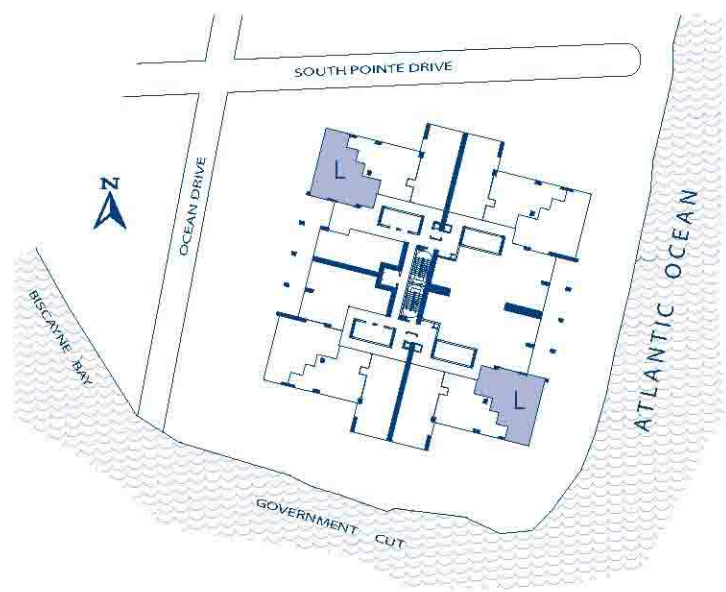 SOUTH POINTE DRIVE
L
N
OCEAN DRIVE
ATLANTIC OCEAN
BISCAYNE BAY
L
GOVERNMENT CUT